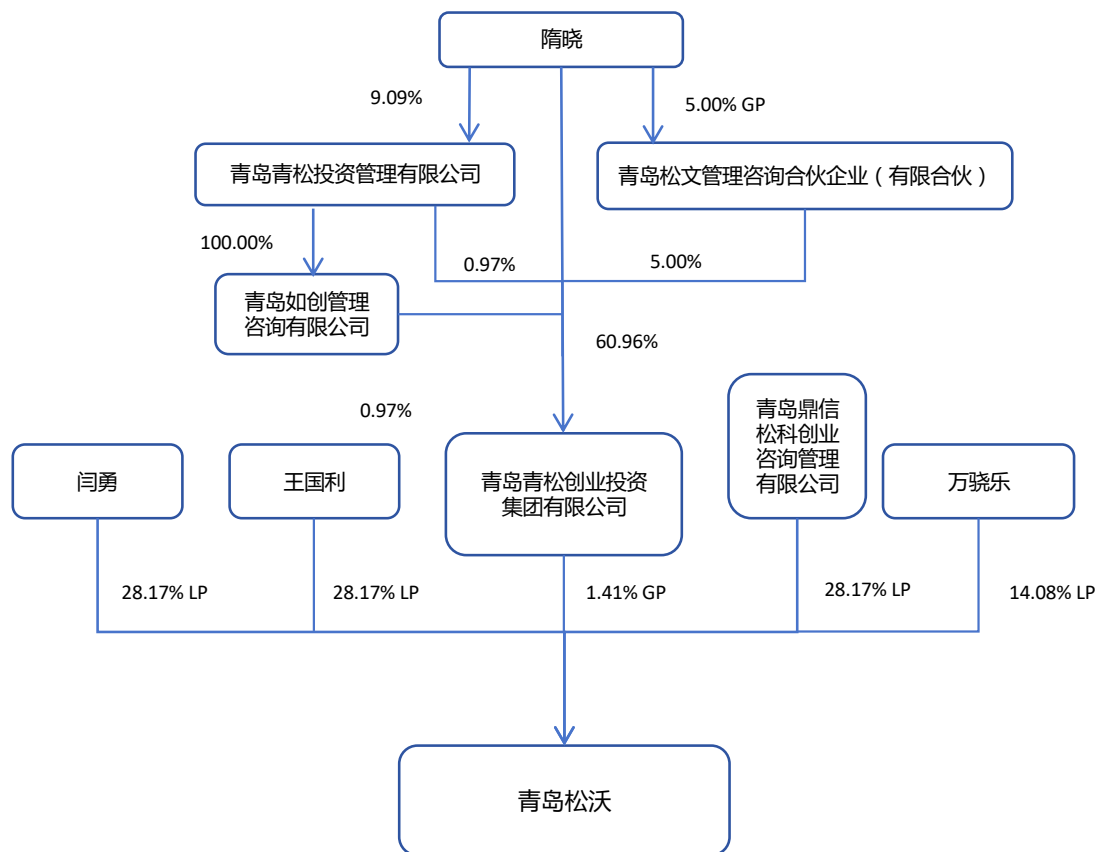 隋晓
9.09%
5.00% GP
青岛青松投资管理有限公司
青岛松文管理咨询合伙企业（有限合伙）
100.00%
0.97%
5.00%
青岛如创管理
咨询有限公司
60.96%
0.97%
闫勇
王国利
青岛青松创业投资
集团有限公司
青岛鼎信
松科创业
咨询管理
有限公司
万骁乐
28.17% LP
28.17% LP
1.41% GP
28.17% LP
14.08% LP
青岛松沃